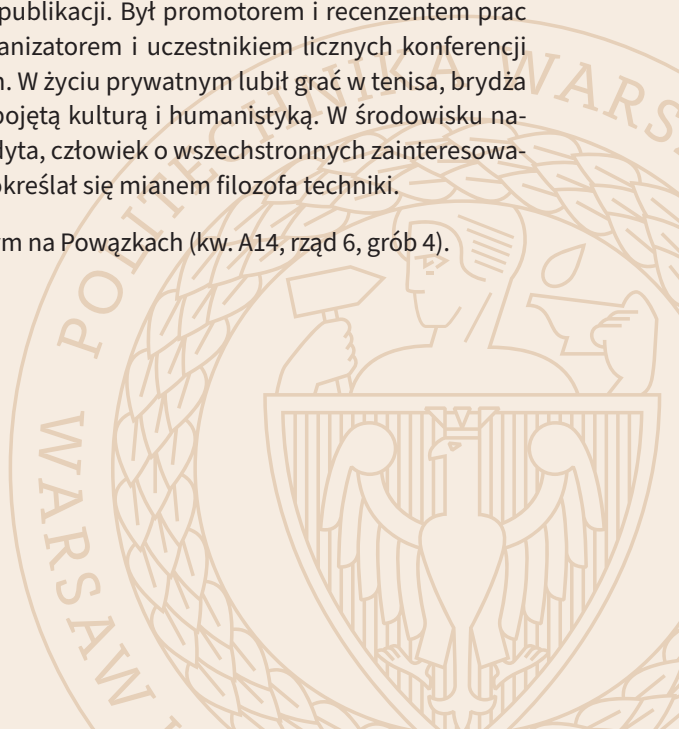 publikacji. Był promotorem i recenzentem prac
anizatorem i uczestnikiem licznych konferencji
. W życiu prywatnym lubił grać w tenisa, brydża
pojętą kulturą i humanistyką. W środowisku na-
dyta, człowiek o wszechstronnych zainteresowa-
określał się mianem filozofa techniki.
ym na Powązkach (kw. A14, rząd 6, grób 4).
POLITECHNIKA WARS
WARSAW